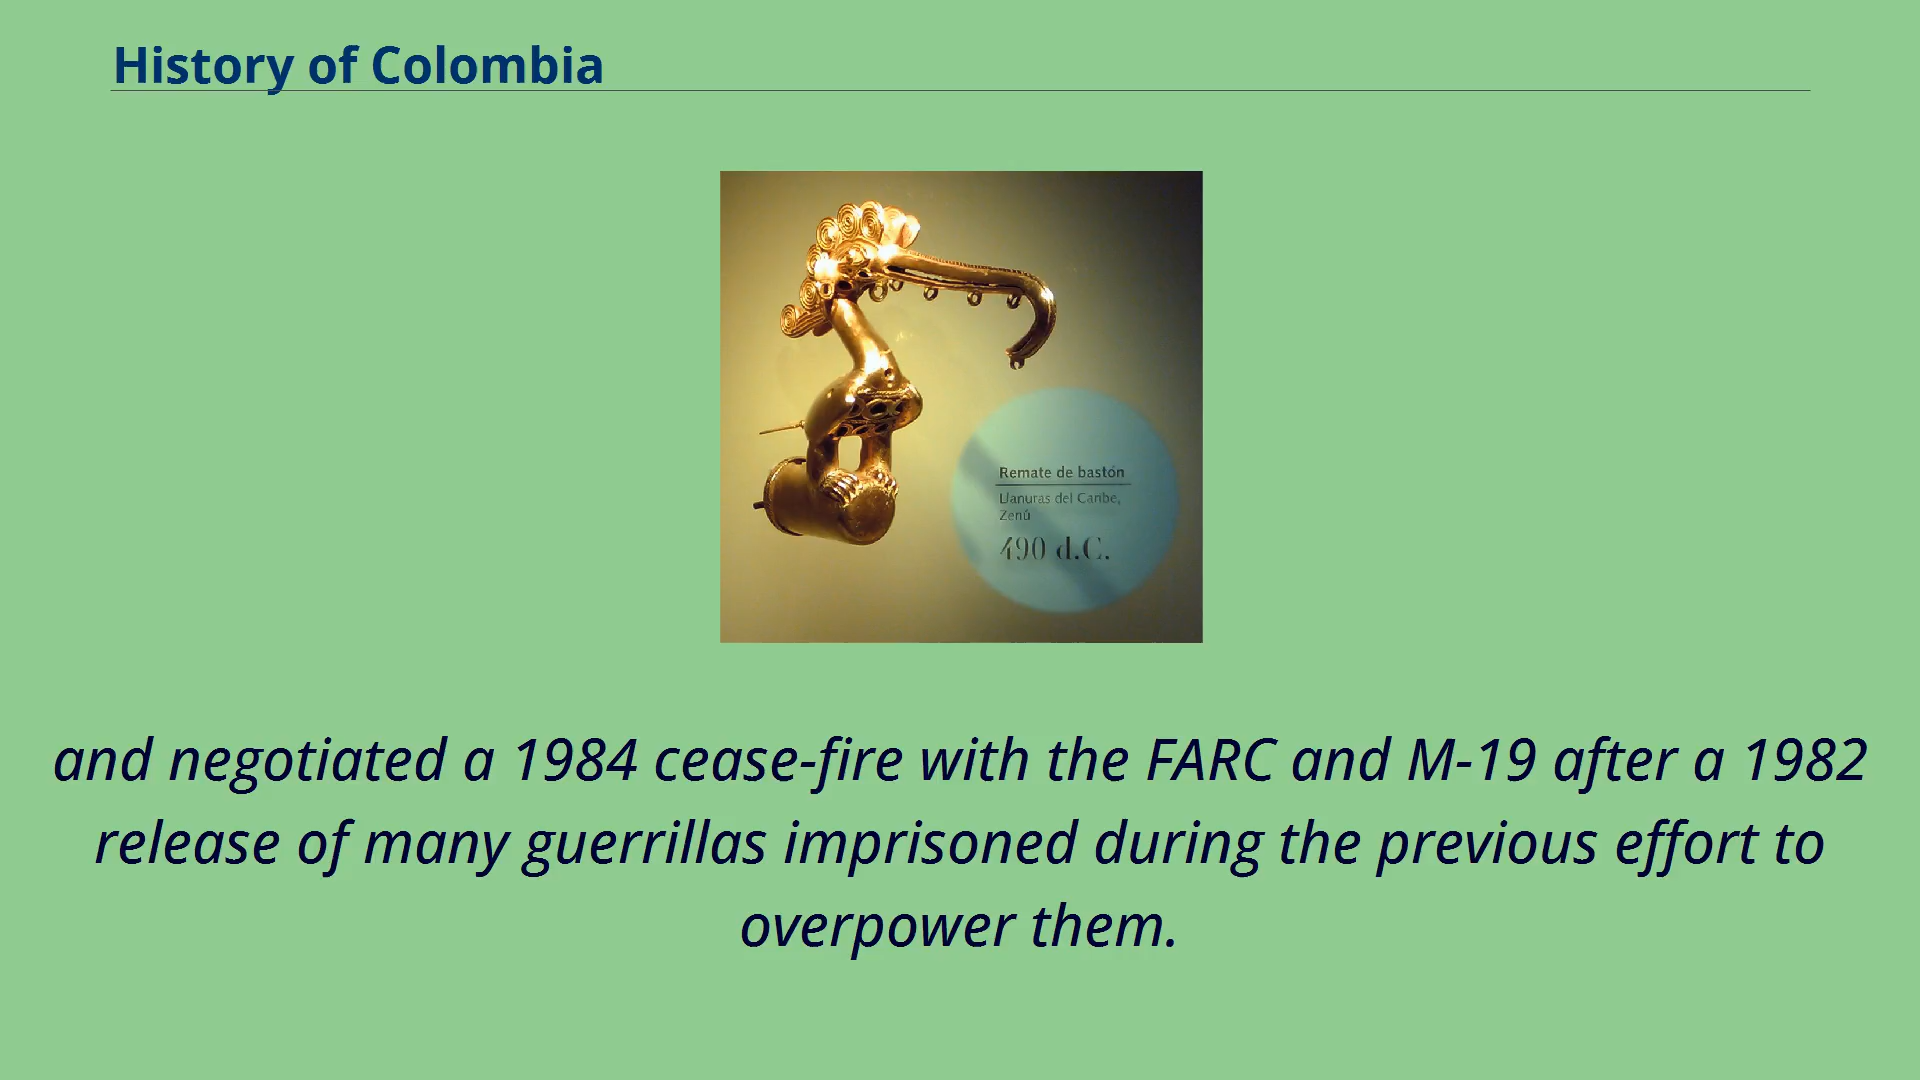 History of Colombia
Remate de bastón
Llanuras del Caribe,
Zenú
490 d.C.
and negotiated a 1984 cease-fire with the FARC and M-19 after a 1982
release of many guerrillas imprisoned during the previous effort to
overpower them.